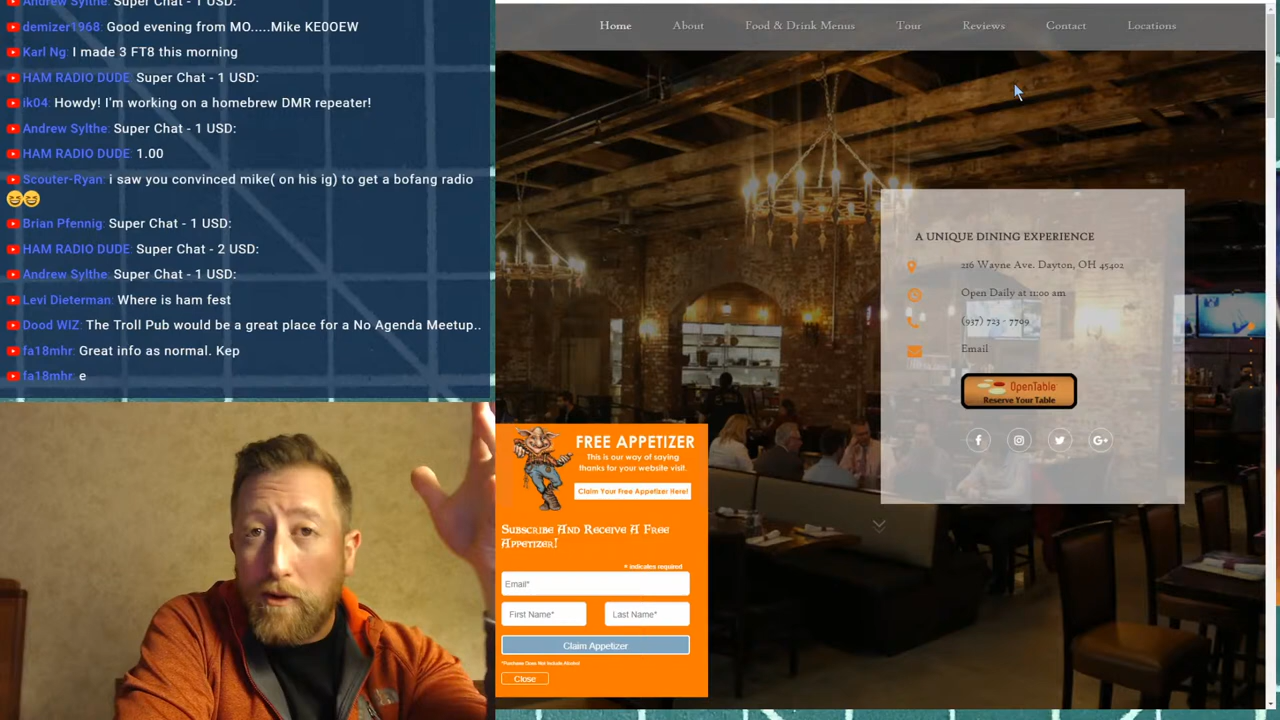 Andrew Sylthe: Super Chat - 1 USD:
demizer1968: Good evening from MO.....Mike KE0OEW
Karl Ng: I made 3 FT8 this morning
HAM RADIO DUDE: Super Chat - 1 USD:
ik04: Howdy! I'm working on a homebrew DMR repeater!
Andrew Sylthe: Super Chat - 1 USD:
HAM RADIO DUDE: 1.00
Scouter-Ryan: i saw you convinced mike( on his ig) to get a bofang radio
😆😆
Brian Pfennig: Super Chat - 1 USD:
HAM RADIO DUDE: Super Chat - 2 USD:
Andrew Sylthe: Super Chat - 1 USD:
Levi Dieterman: Where is ham fest
Dood WIZ: The Troll Pub would be a great place for a No Agenda Meetup..
fa18mhr: Great info as normal. Kep
fa18mhr: e
Home About Food & Drink Menus Tour Reviews Contact Locations
A UNIQUE DINING EXPERIENCE
216 Wayne Ave. Dayton, OH 45402
Open Daily at 11:00 am
(937) 723 - 7799
Email
OpenTable
Reserve Your Table
FREE APPETIZER
This is our way of saying
thanks for your website visit.
Claim Your Free Appetizer Here!
Subscribe And Receive A Free
Appetizer!
* indicates required
Email*
First Name* Last Name*
Claim Appetizer
*Purchase Does Not Include Alcohol
Close